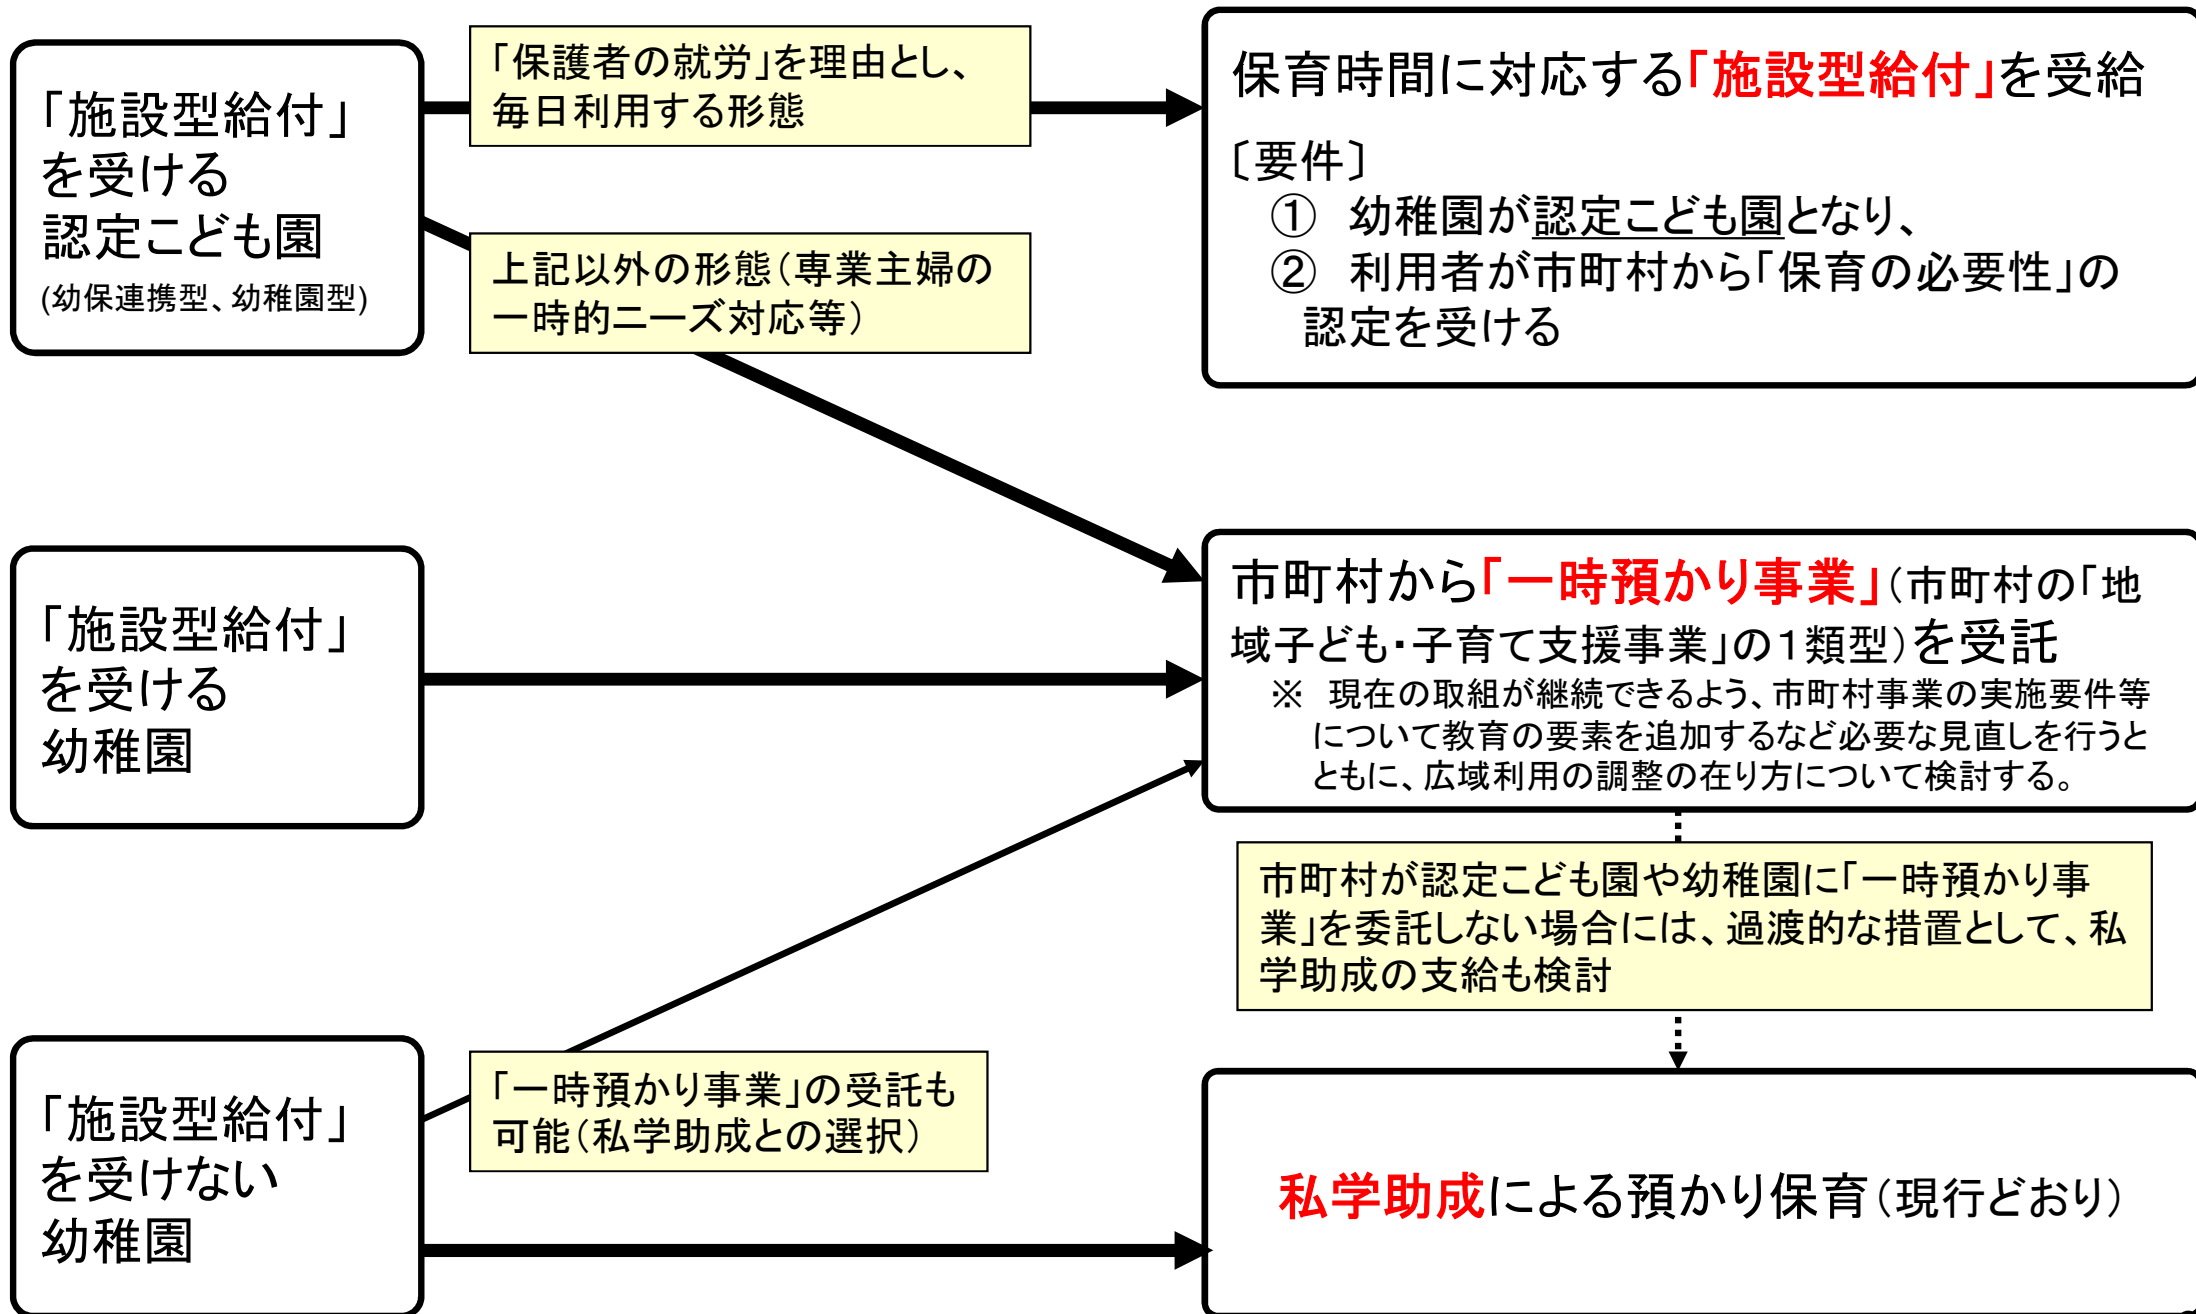 「施設型給付」
を受ける
認定こども園
(幼保連携型、幼稚園型)
「保護者の就労」を理由とし、
毎日利用する形態
上記以外の形態（専業主婦の
一時的ニーズ対応等）
保育時間に対応する「施設型給付」を受給
〔要件〕
① 幼稚園が認定こども園となり、
② 利用者が市町村から「保育の必要性」の
認定を受ける
「施設型給付」
を受ける
幼稚園
市町村から「一時預かり事業」（市町村の「地
域子ども・子育て支援事業」の１類型）を受託
※ 現在の取組が継続できるよう、市町村事業の実施要件等
について教育の要素を追加するなど必要な見直しを行うと
ともに、広域利用の調整の在り方について検討する。
市町村が認定こども園や幼稚園に「一時預かり事
業」を委託しない場合には、過渡的な措置として、私
学助成の支給も検討
「施設型給付」
を受けない
幼稚園
「一時預かり事業」の受託も
可能（私学助成との選択）
私学助成による預かり保育（現行どおり）